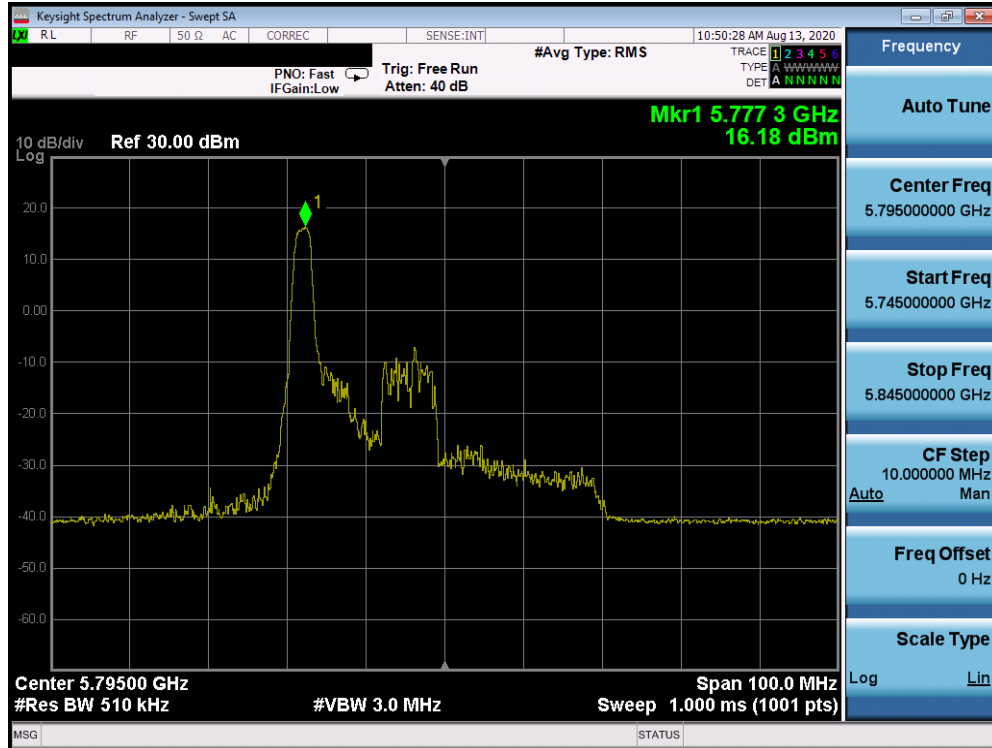 Keysight Spectrum Analyzer - Swept SA
LXI RL RF 50 Ω AC CORREC SENSE:INT 10:50:28 AM Aug 13, 2020
#Avg Type: RMS
PNO: Fast
IFGain:Low
Trig: Free Run
Atten: 40 dB
TRACE 1 2 3 4 5 6
TYPE A WWWWW
DET A N N N N N
Mkr1 5.777 3 GHz
16.18 dBm
10 dB/div Ref 30.00 dBm
Log
1
20.0
10.0
0.00
-10.0
-20.0
-30.0
-40.0
-50.0
-60.0
Center 5.79500 GHz Span 100.0 MHz
#Res BW 510 kHz #VBW 3.0 MHz Sweep 1.000 ms (1001 pts)
MSG STATUS
Frequency
Auto Tune
Center Freq
5.795000000 GHz
Start Freq
5.745000000 GHz
Stop Freq
5.845000000 GHz
CF Step
10.000000 MHz
Auto Man
Freq Offset
0 Hz
Scale Type
Log Lin